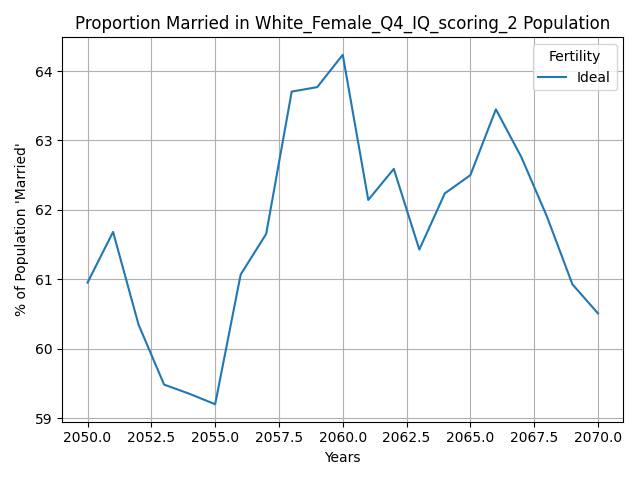 Proportion Married in White_Female_Q4_IQ_scoring_2 Population
Fertility
Ideal
64
63
62
61
60
59
% of Population 'Married'
2050.0 2052.5 2055.0 2057.5 2060.0 2062.5 2065.0 2067.5 2070.0
Years